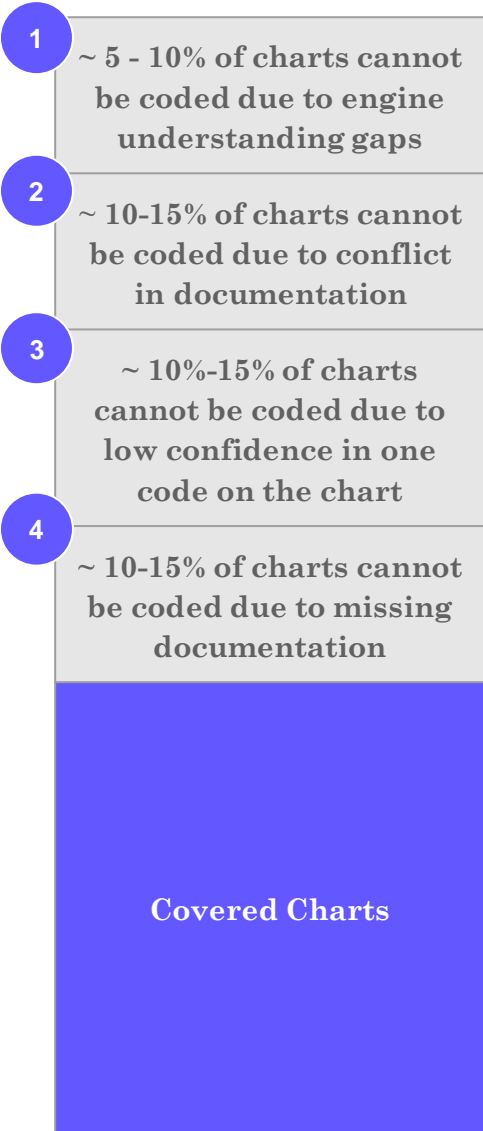 1
~ 5 - 10% of charts cannot
be coded due to engine
understanding gaps
2
~ 10-15% of charts cannot
be coded due to conflict
in documentation
3
~ 10%-15% of charts
cannot be coded due to
low confidence in one
code on the chart
4
~ 10-15% of charts cannot
be coded due to missing
documentation
Covered Charts